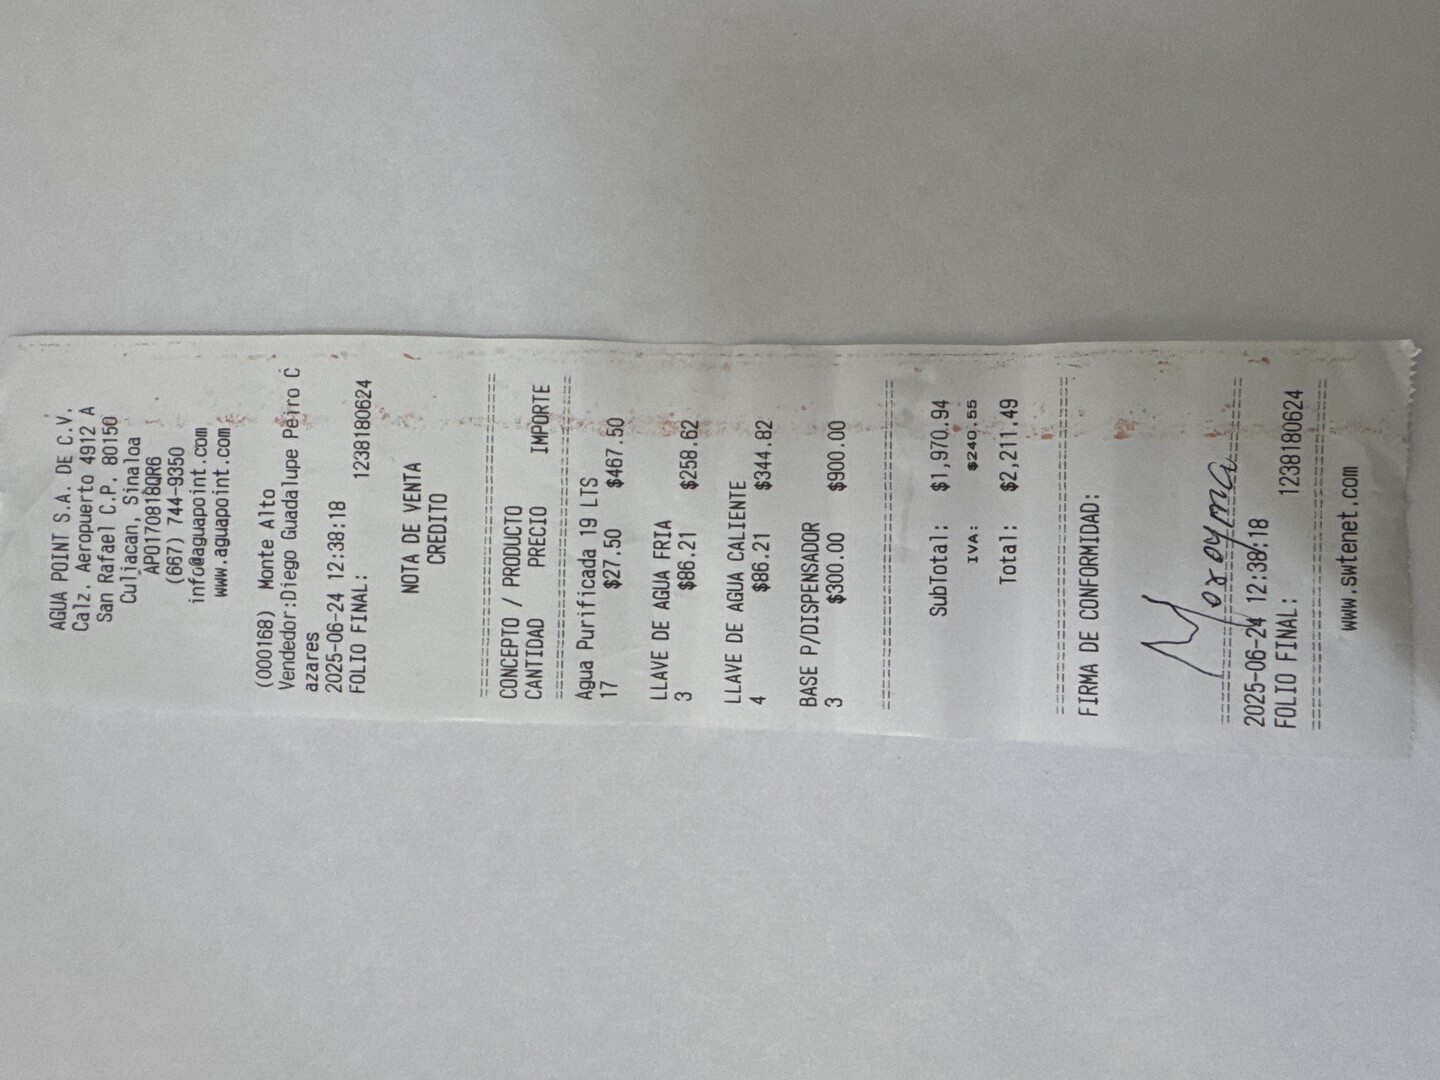 AGUA POINT S.A. DE C.V.
Calz. Aeropuerto 4912 A
San Rafael C.P. 80150
Culiacan, Sinaloa
APO170818QR6
(667) 744-9350
info@aguapoint.com
www.aguapoint.com
(000168) Monte Alto
Vendedor:Diego Guadalupe Peiro C
azares
2025-06-24 12:38:18
FOLIO FINAL: 1238180624
NOTA DE VENTA
CREDITO
================================
CONCEPTO / PRODUCTO
CANTIDAD PRECIO IMPORTE
================================
Agua Purificada 19 LTS
17 $27.50 $467.50
LLAVE DE AGUA FRIA
3 $86.21 $258.62
LLAVE DE AGUA CALIENTE
4 $86.21 $344.82
BASE P/DISPENSADOR
3 $300.00 $900.00
================================
SubTotal: $1,970.94
IVA: $240.55
Total: $2,211.49
================================
FIRMA DE CONFORMIDAD:
================================
2025-06-24 12:38:18
FOLIO FINAL: 1238180624
================================
www.swtenet.com